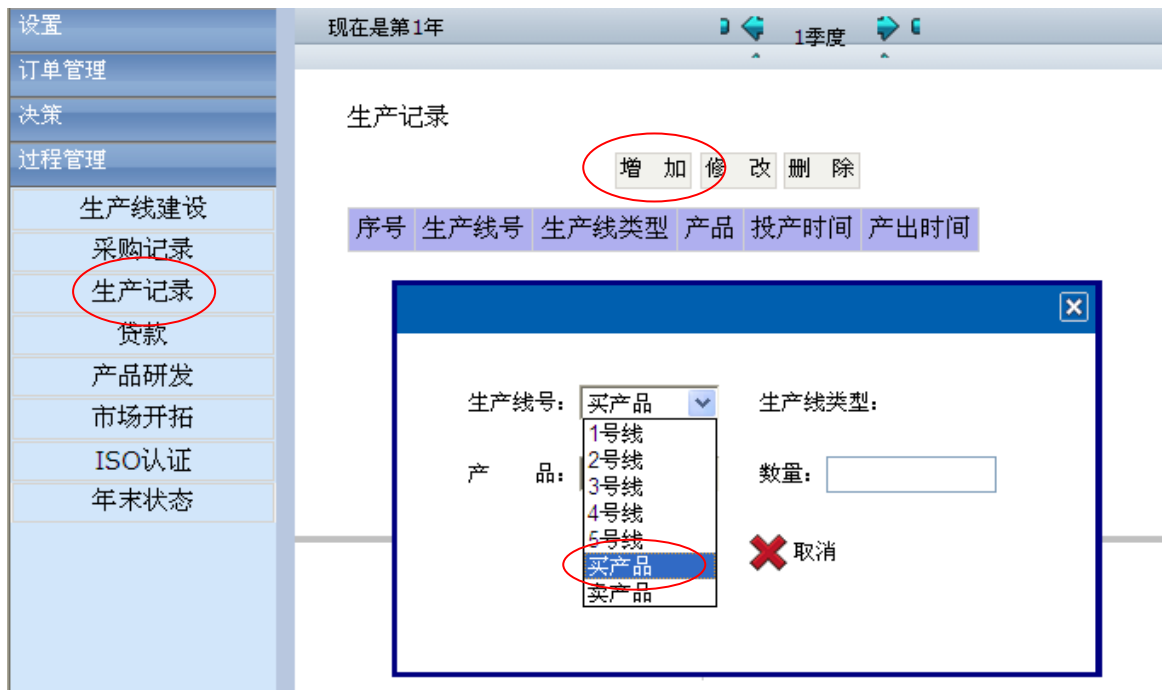 设置
订单管理
决策
过程管理
生产线建设
采购记录
生产记录
贷款
产品研发
市场开拓
ISO认证
年末状态
现在是第1年
1季度
生产记录
增 加 修 改 删 除
序号 生产线号 生产线类型 产品 投产时间 产出时间
生产线号： 买产品 生产线类型：
1号线
2号线
产 品： 数量：
3号线
4号线
5号线
取消
买产品
卖产品